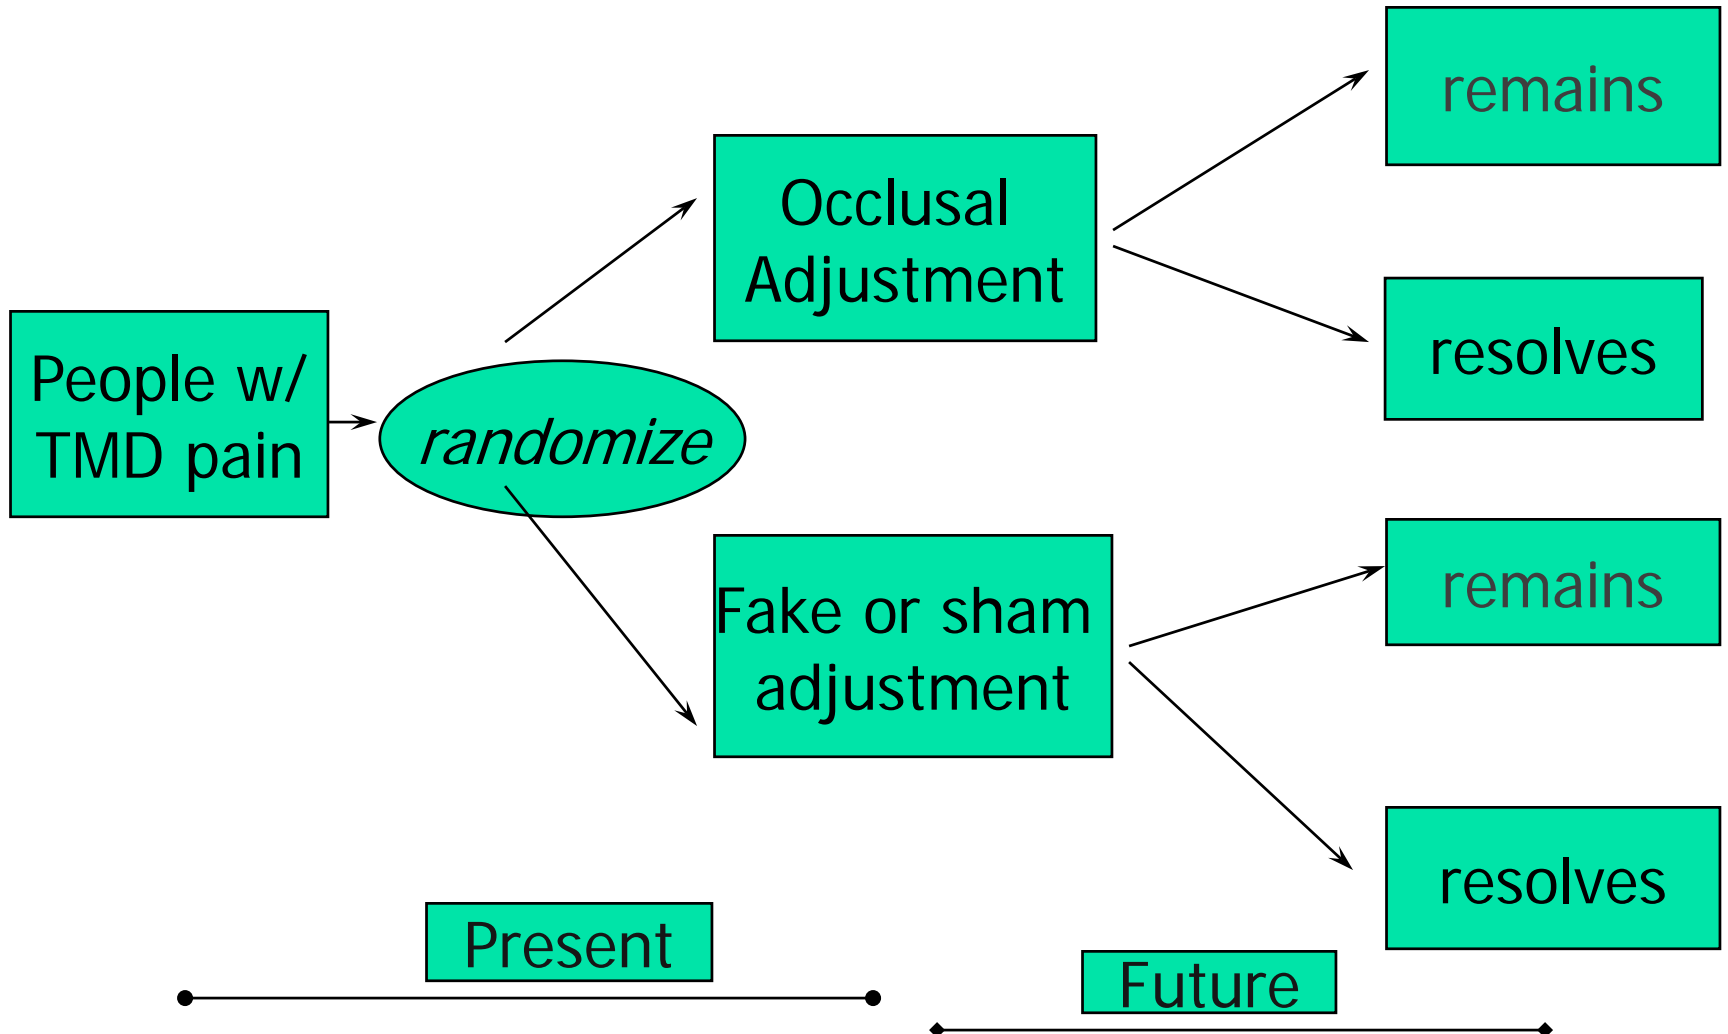 People w/
TMD pain
randomize
Occlusal
Adjustment
remains
resolves
Fake or sham
adjustment
remains
resolves
Present
Future